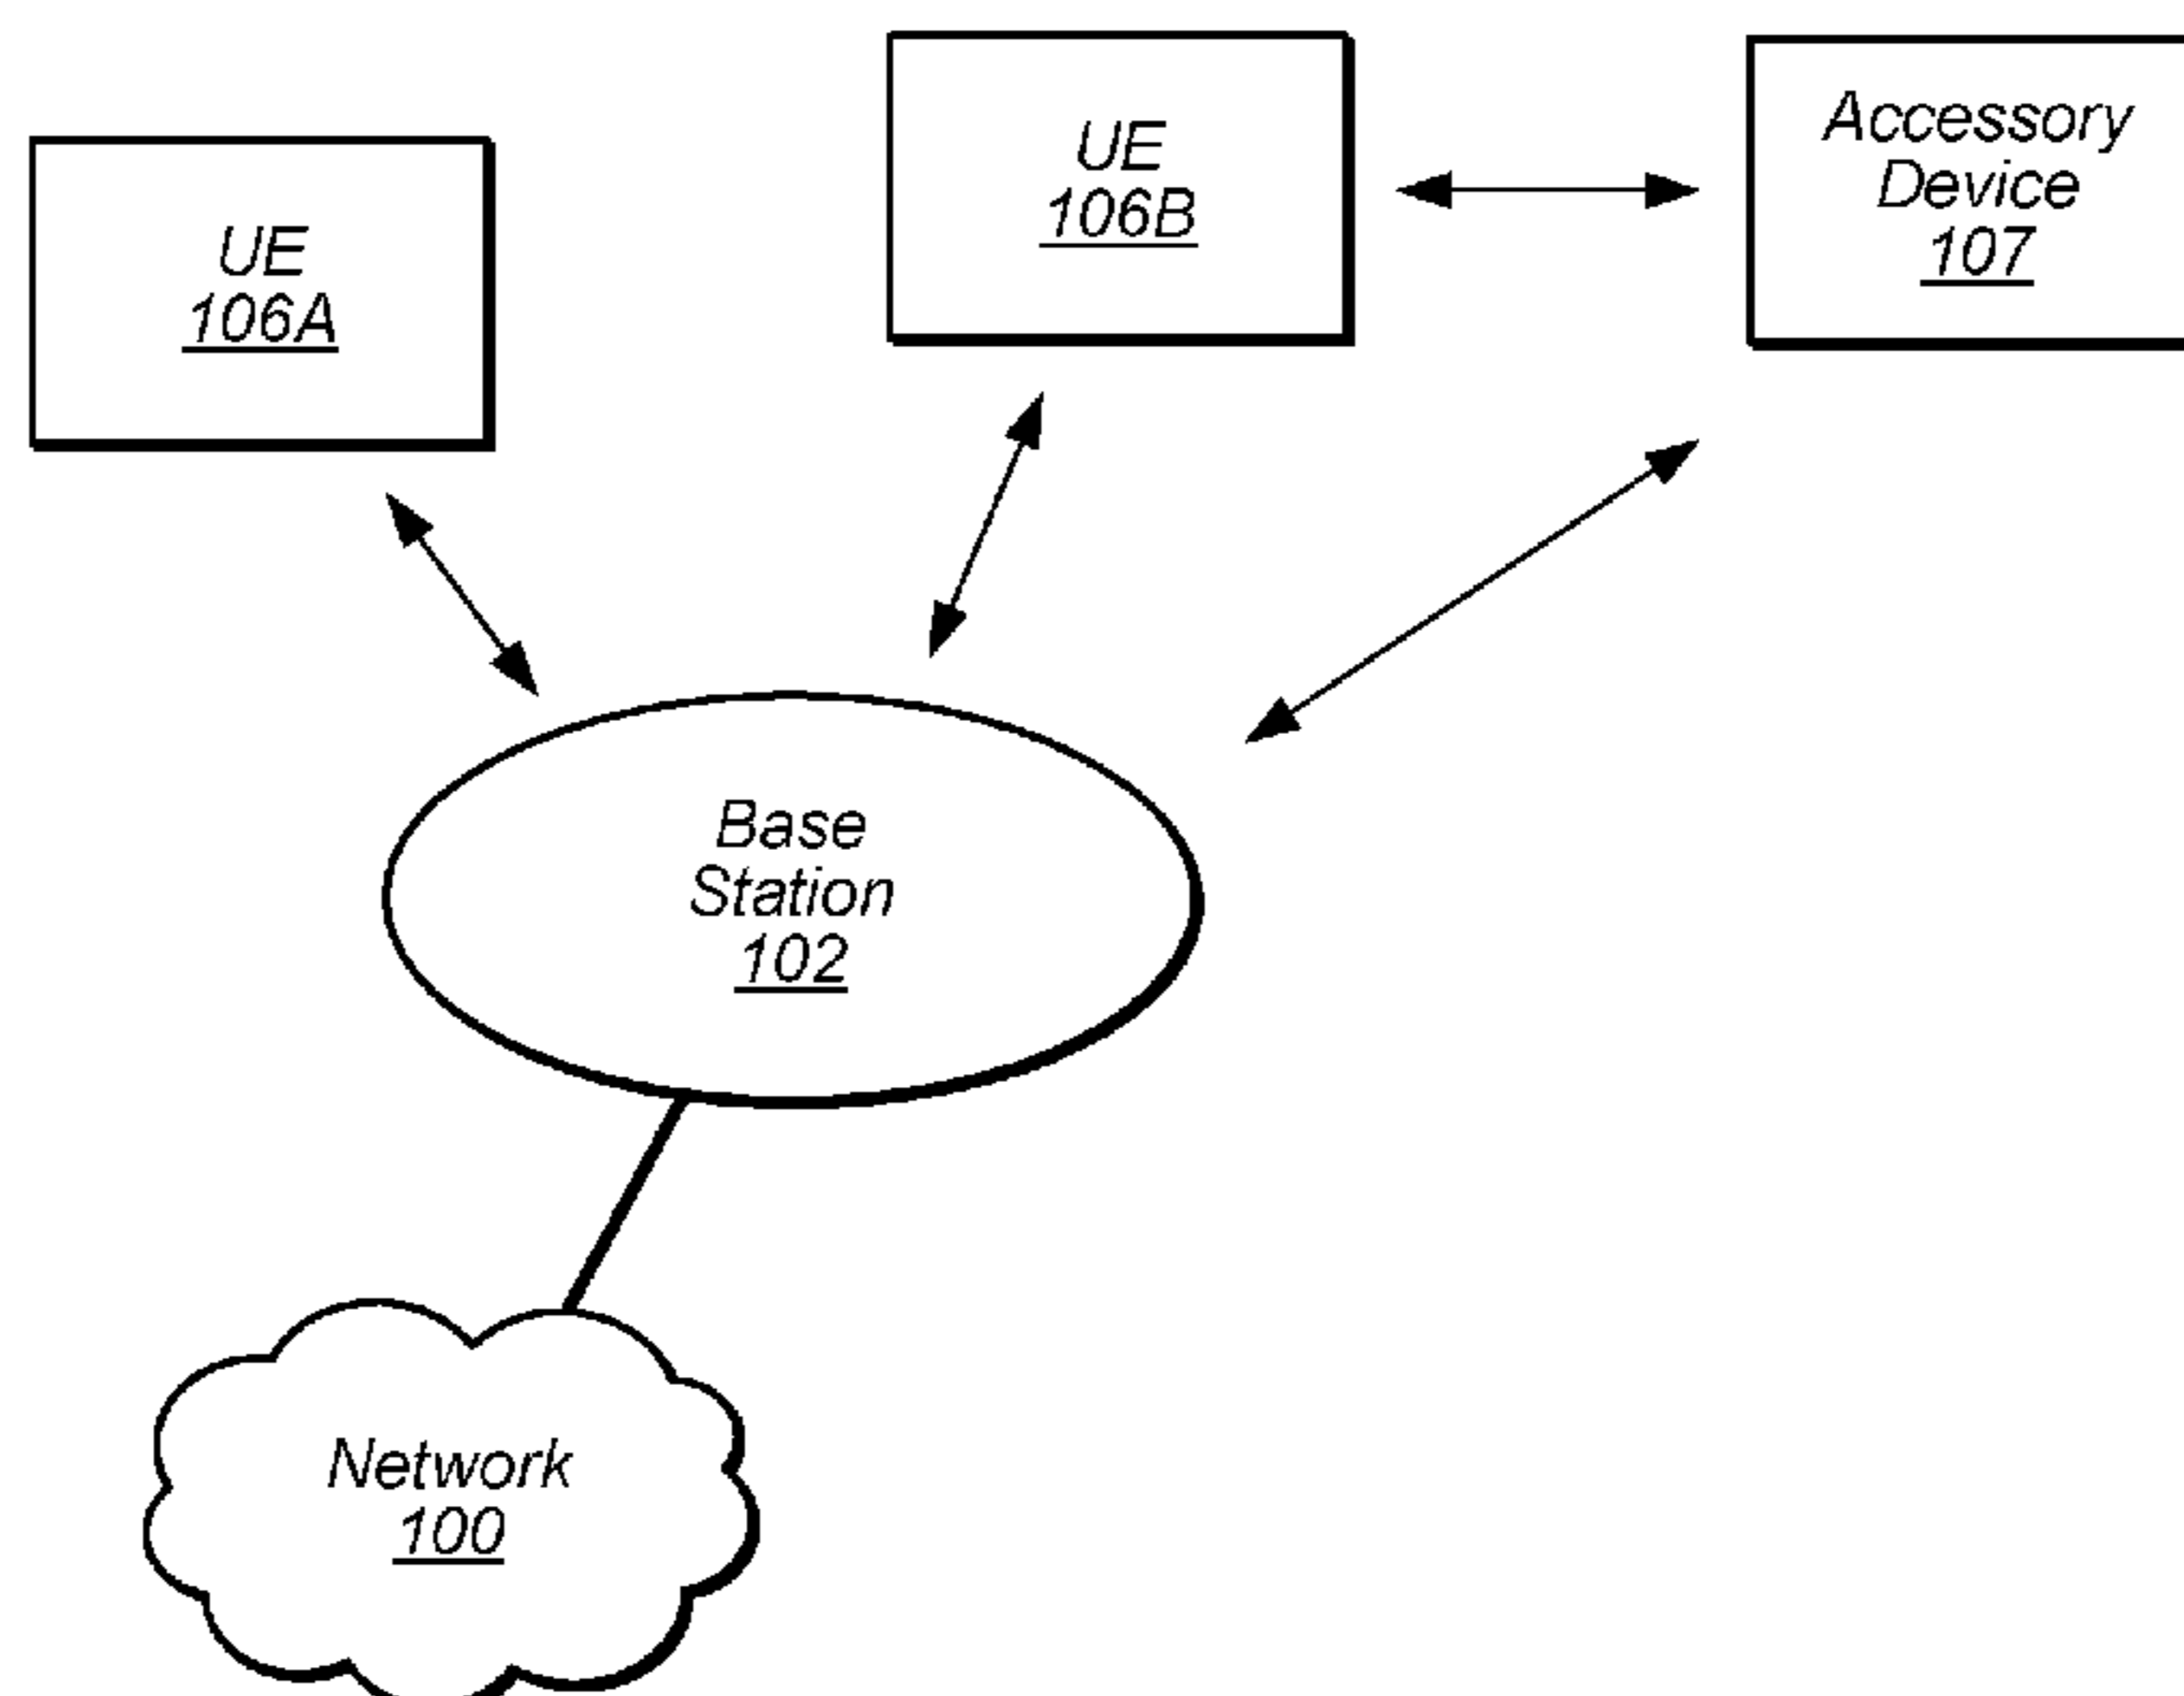 UE
106A
UE
106B
Accessory
Device
107
Base
Station
102
Network
100